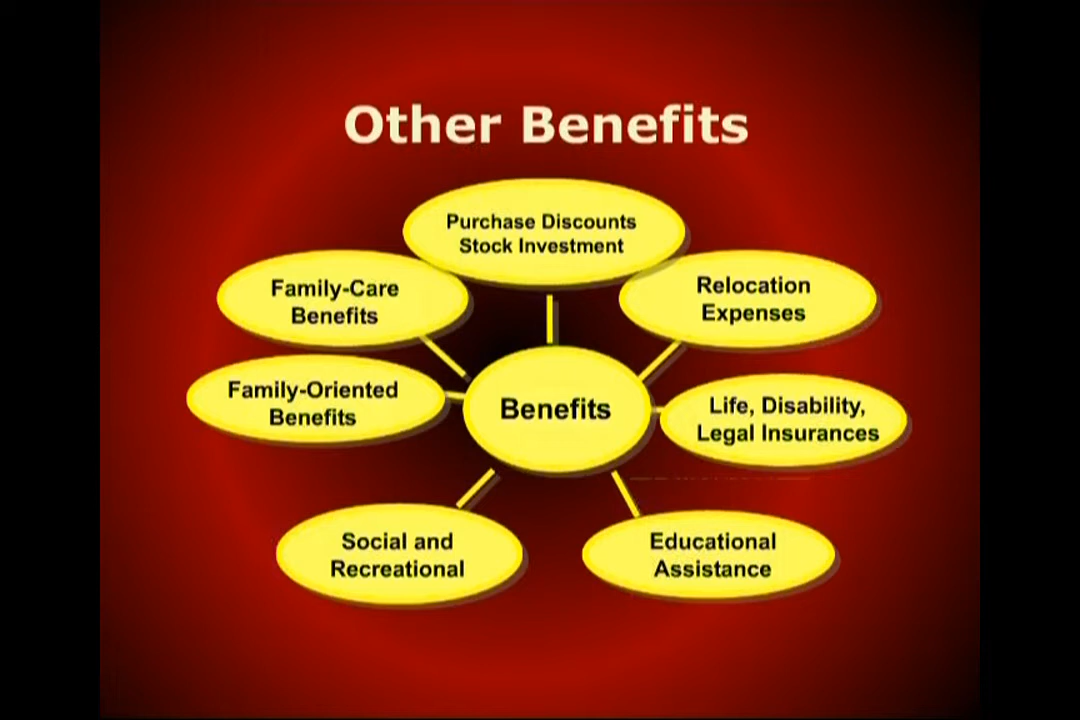 Other Benefits
Purchase Discounts
Stock Investment
Family-Care
Benefits
Relocation
Expenses
Family-Oriented
Benefits
Benefits
Life, Disability,
Legal Insurances
Social and
Recreational
Educational
Assistance